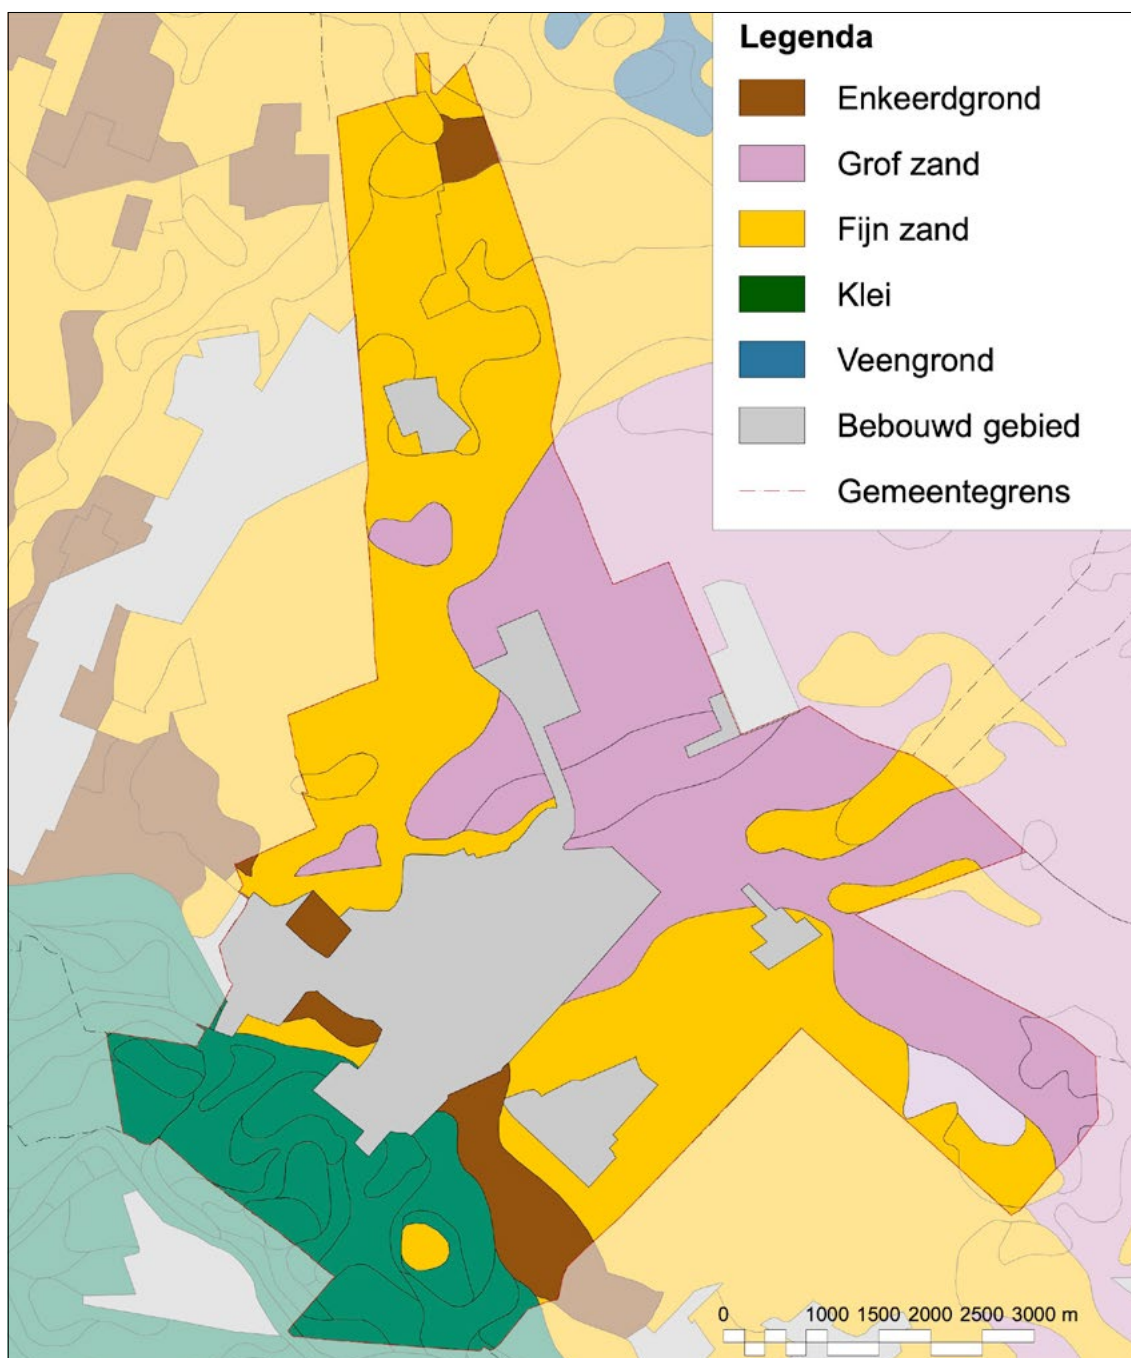 Legenda
Enkeerdgrond
Grof zand
Fijn zand
Klei
Veengrond
Bebouwd gebied
Gemeentegrens
0 1000 1500 2000 2500 3000 m